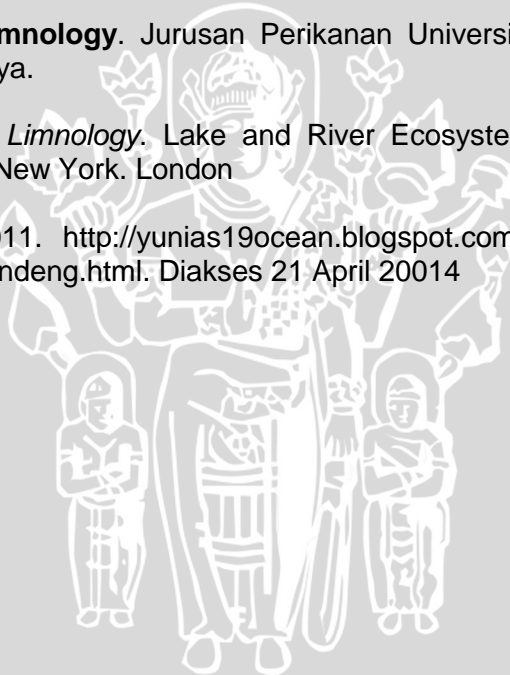 mnology. Jurusan Perikanan Universi
ya.
Limnology. Lake and River Ecosyste
New York. London
011. http://yunias19ocean.blogspot.com
ndeng.html. Diakses 21 April 20014